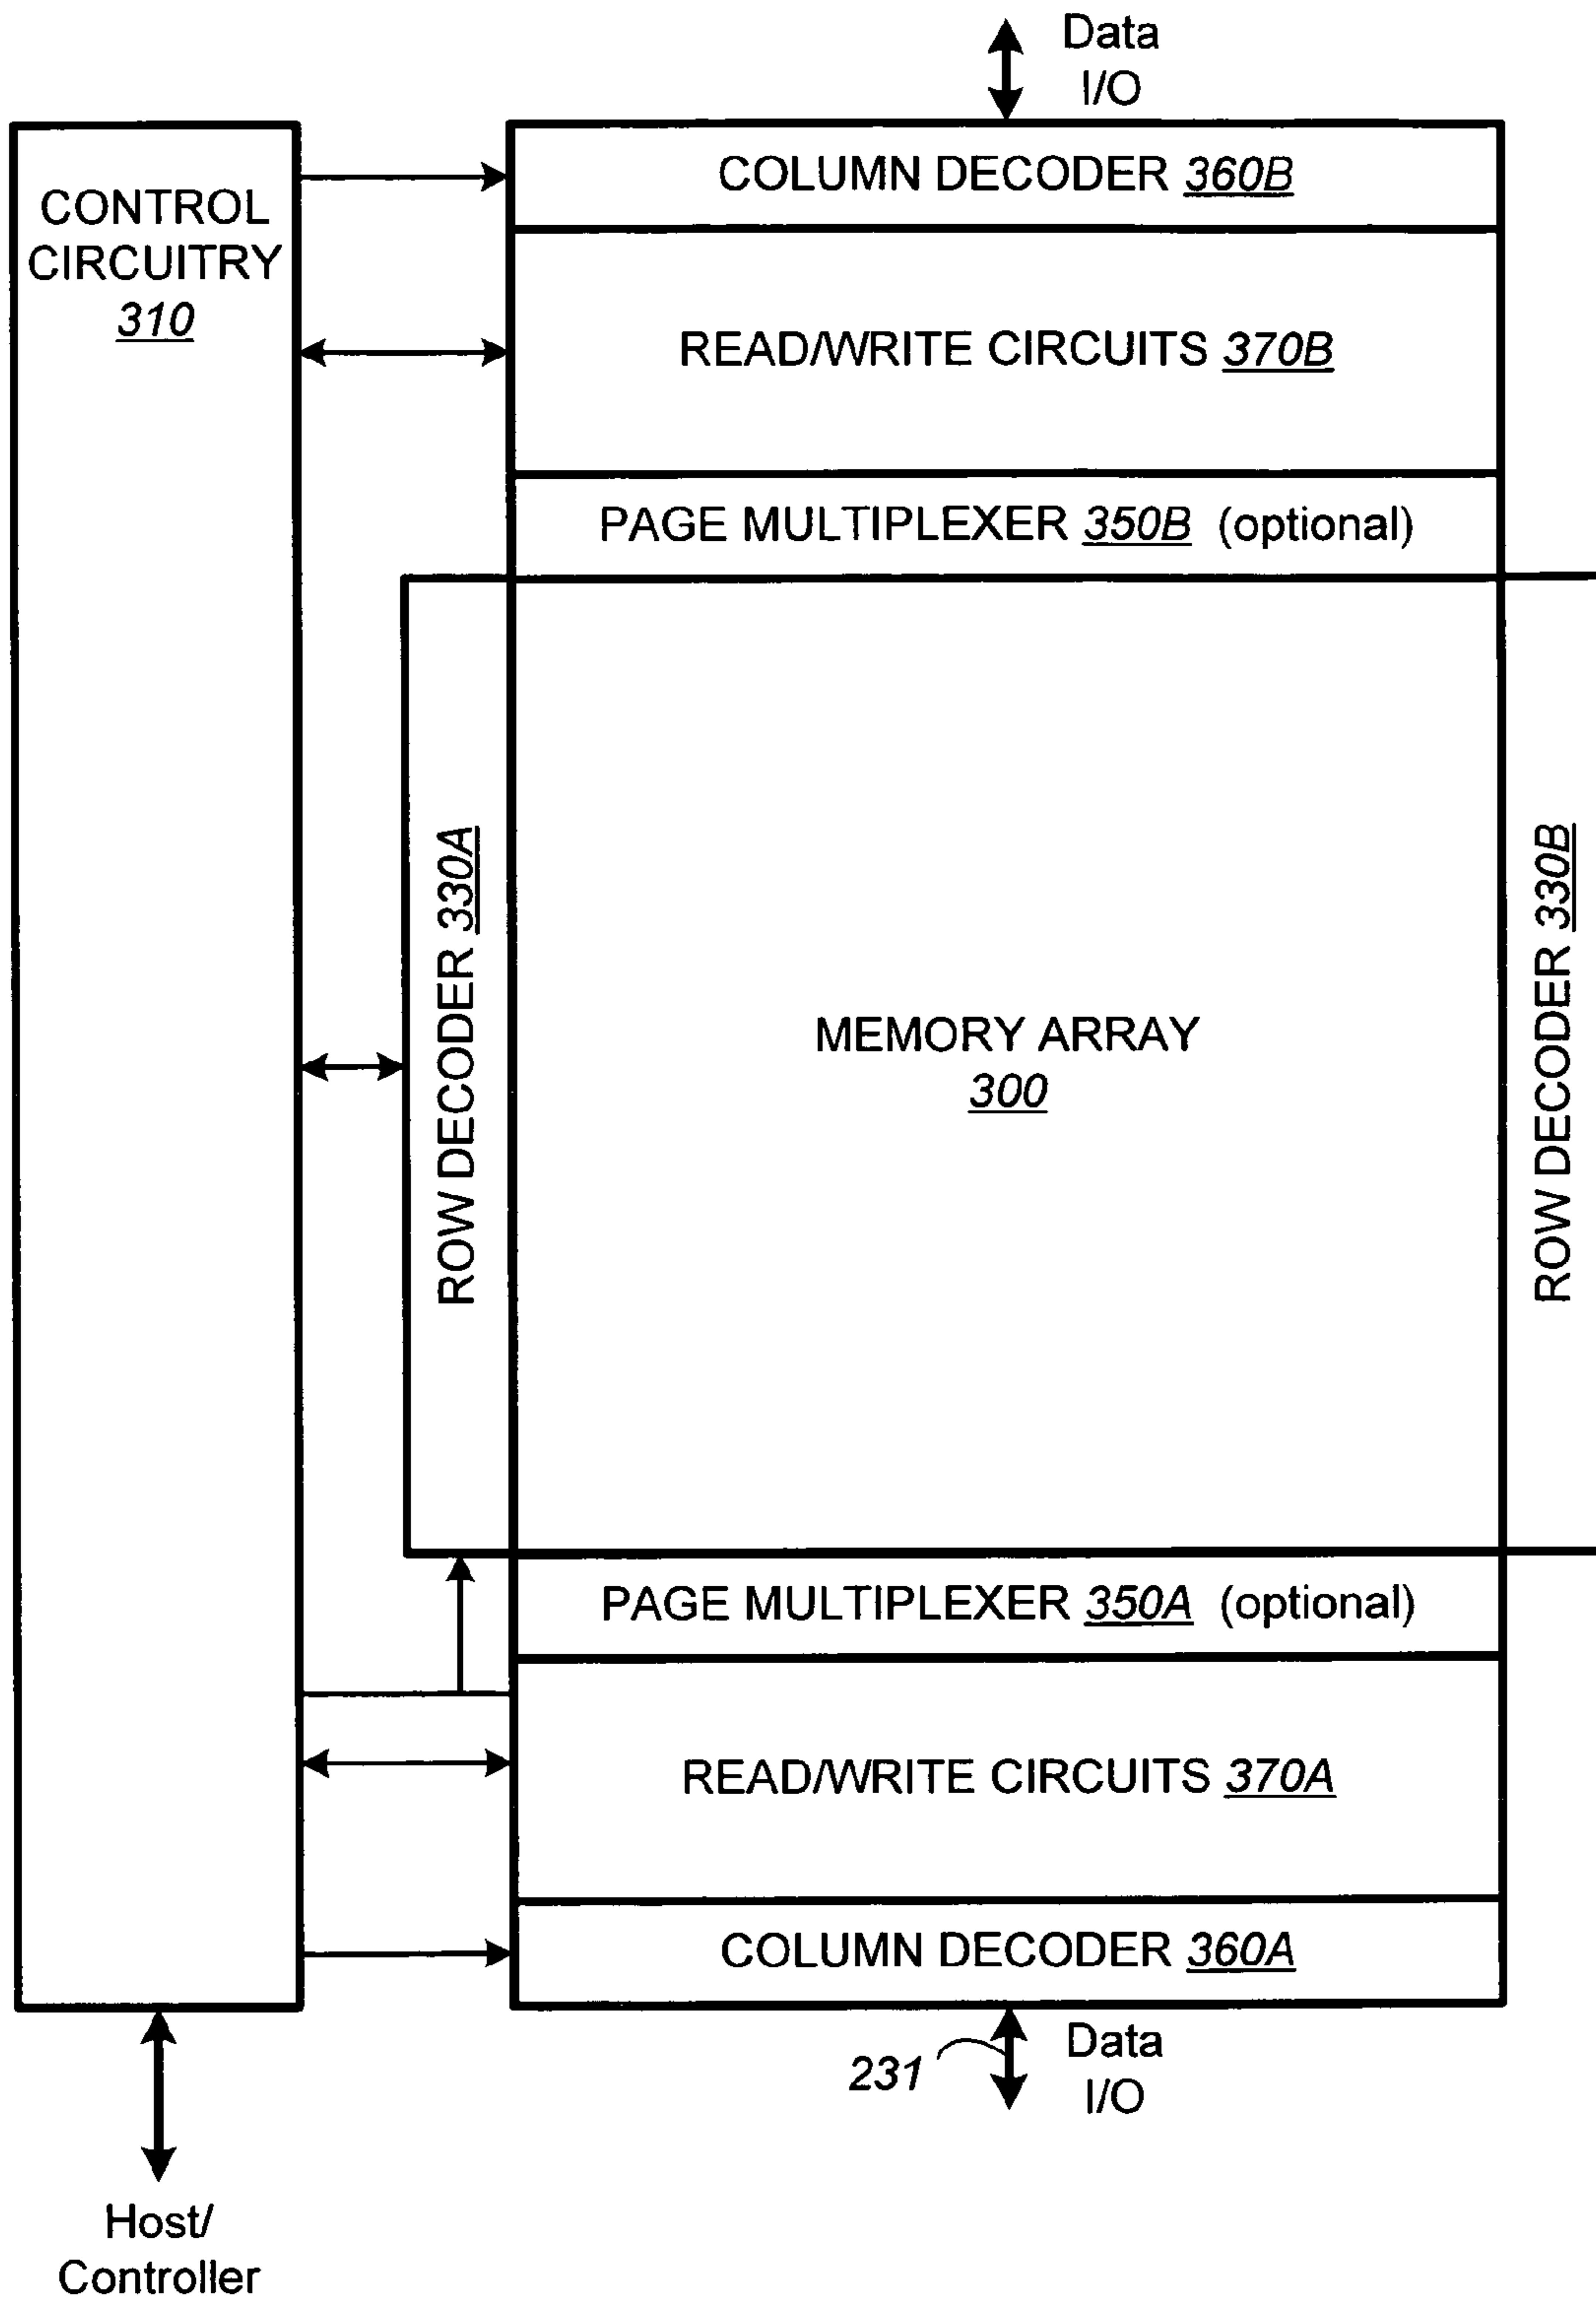 Data
I/O
COLUMN DECODER 360B
CONTROL
CIRCUITRY
310
READ/WRITE CIRCUITS 370B
PAGE MULTIPLEXER 350B (optional)
ROW DECODER 330A
MEMORY ARRAY
300
ROW DECODER 330B
PAGE MULTIPLEXER 350A (optional)
READ/WRITE CIRCUITS 370A
COLUMN DECODER 360A
231
Data
I/O
Host/
Controller